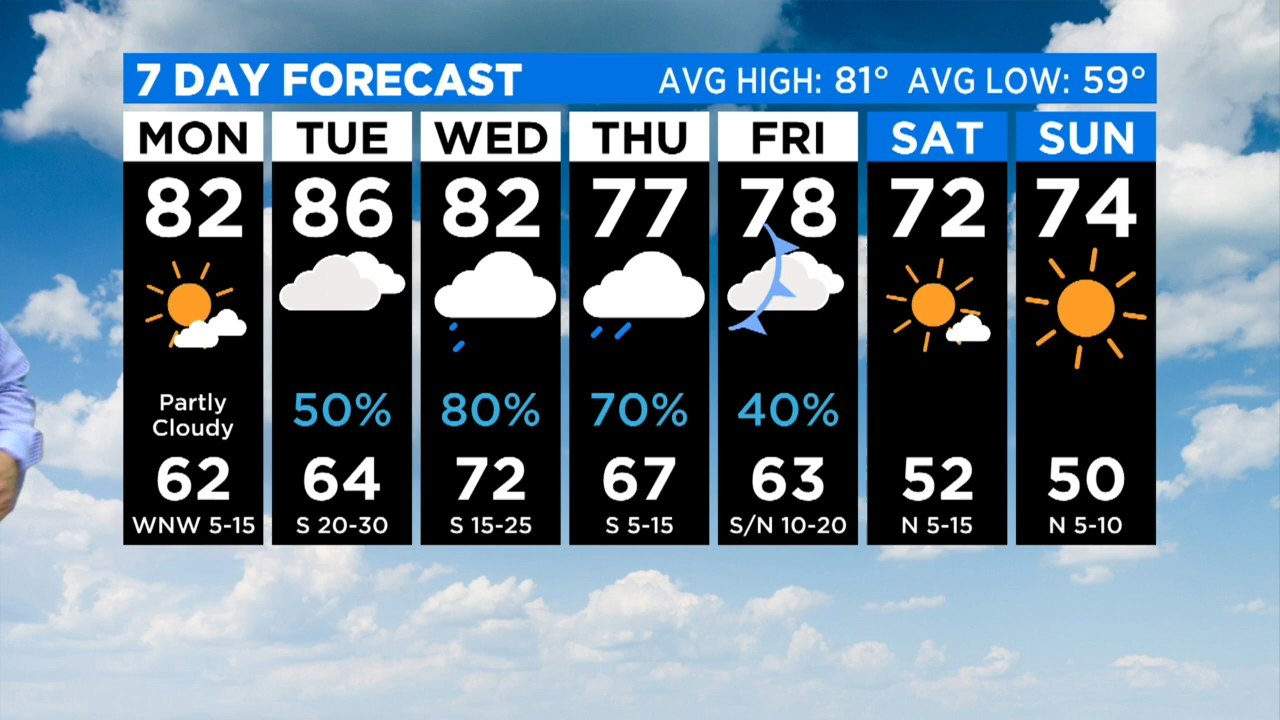 7 DAY FORECAST AVG HIGH: 81° AVG LOW: 59°
MON TUE WED THU FRI SAT SUN
82 86 82 77 78 72 74
Partly
Cloudy
50% 80% 70% 40%
62 64 72 67 63 52 50
WNW 5-15 S 20-30 S 15-25 S 5-15 S/N 10-20 N 5-15 N 5-10